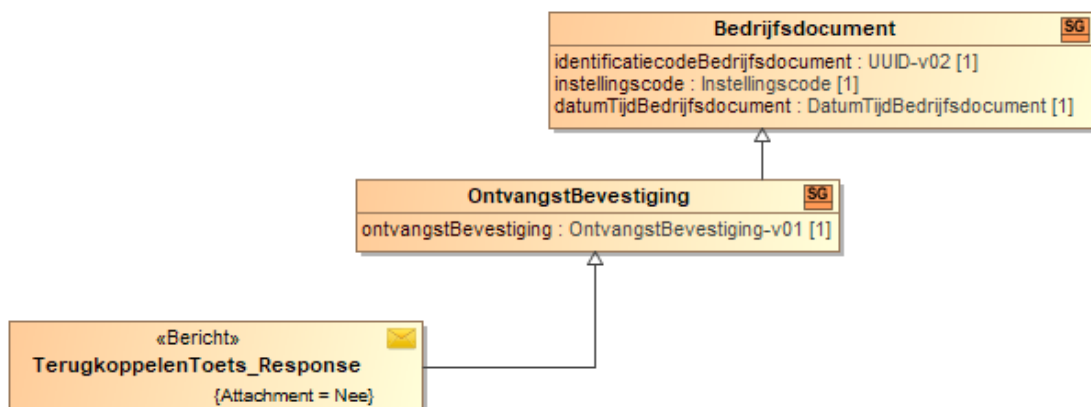 Bedrijfsdocument
SG
identificatiecodeBedrijfsdocument : UUID-v02 [1]
instellingscode : Instellingscode [1]
datumTijdBedrijfsdocument : DatumTijdBedrijfsdocument [1]
OntvangstBevestiging
SG
ontvangstBevestiging : OntvangstBevestiging-v01 [1]
«Bericht»
TerugkoppelenToets_Response
{Attachment = Nee}